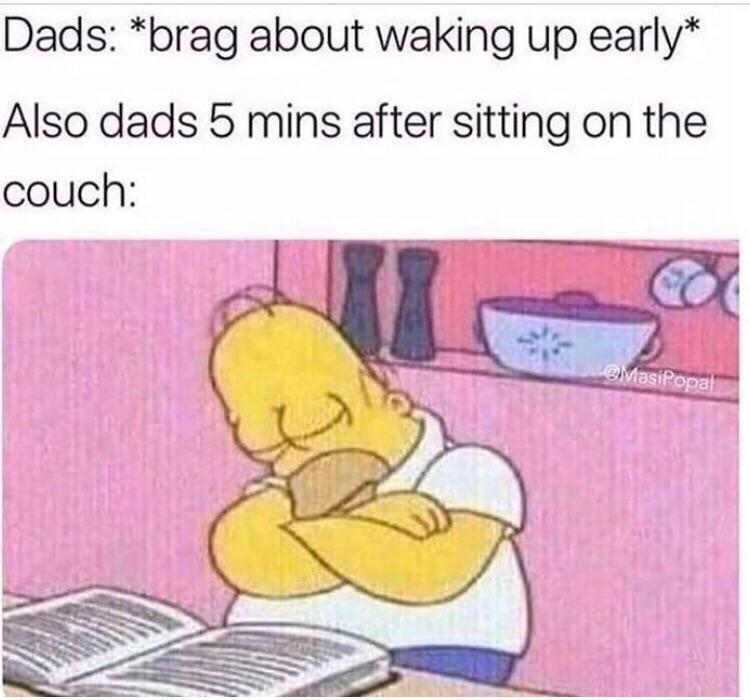 Dads: *brag about waking up early*
Also dads 5 mins after sitting on the
couch:
@MasiPopal